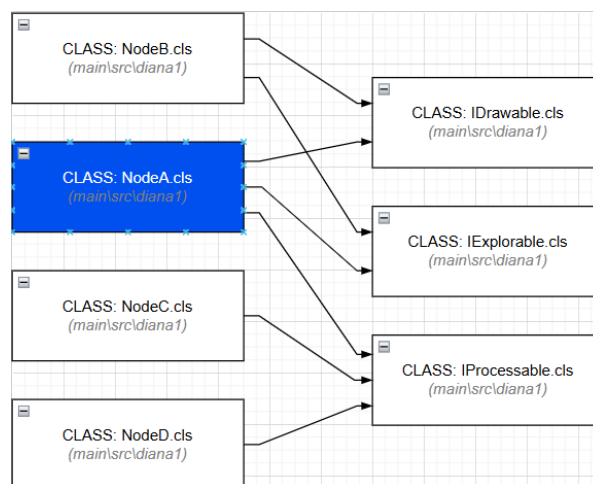 CLASS: NodeB.cls
(main\src\diana1)
CLASS: IDrawable.cls
(main\src\diana1)
CLASS: NodeA.cls
(main\src\diana1)
CLASS: IExplorable.cls
(main\src\diana1)
CLASS: NodeC.cls
(main\src\diana1)
CLASS: IProcessable.cls
(main\src\diana1)
CLASS: NodeD.cls
(main\src\diana1)